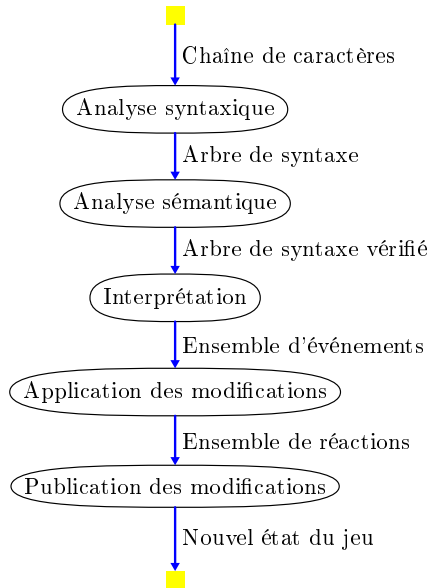 Chaîne de caractères
Analyse syntaxique
Arbre de syntaxe
Analyse sémantique
Arbre de syntaxe vérifié
Interprétation
Ensemble d'événements
Application des modifications
Ensemble de réactions
Publication des modifications
Nouvel état du jeu